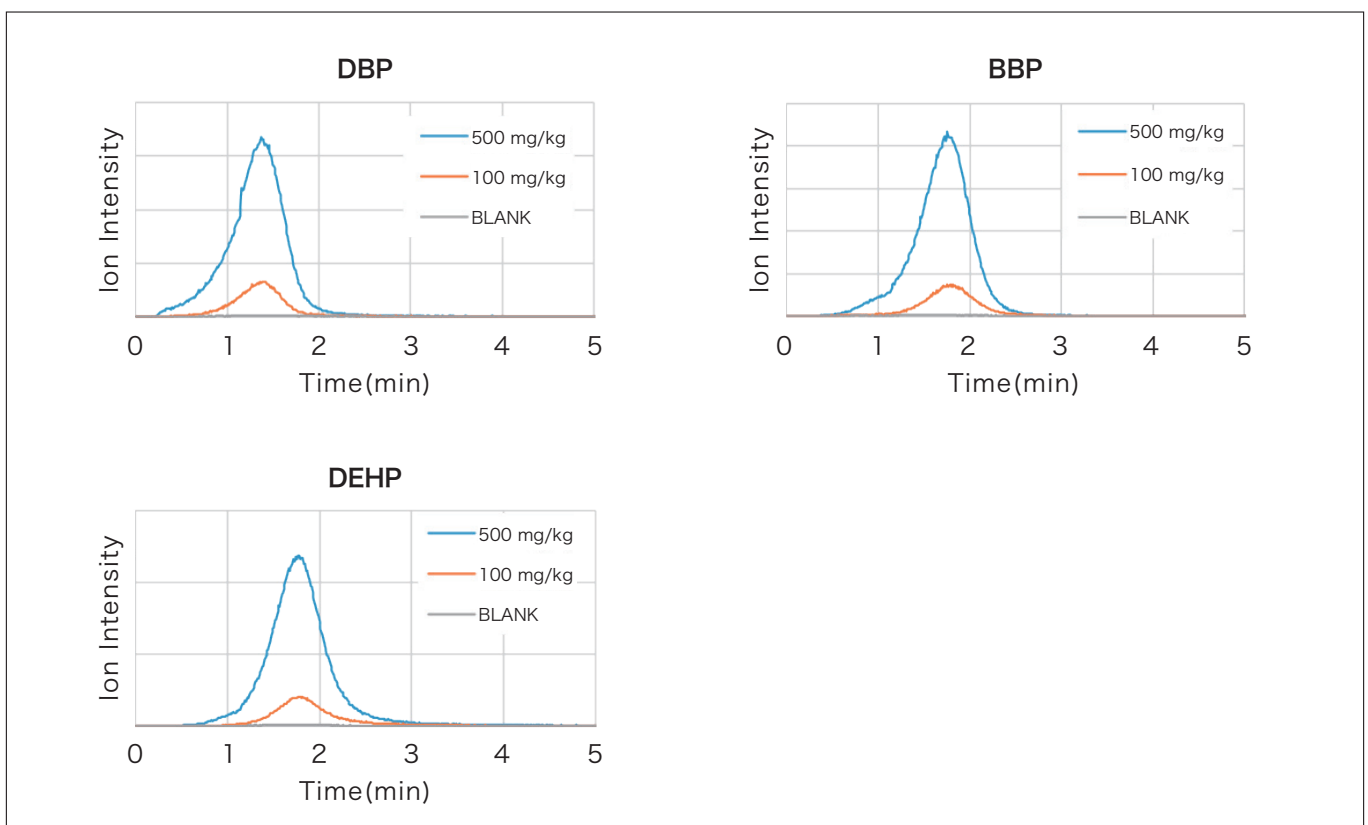 DBP
Ion Intensity
500 mg/kg
100 mg/kg
BLANK
0 1 2 3 4 5
Time(min)
BBP
Ion Intensity
500 mg/kg
100 mg/kg
BLANK
0 1 2 3 4 5
Time(min)
DEHP
Ion Intensity
500 mg/kg
100 mg/kg
BLANK
0 1 2 3 4 5
Time(min)